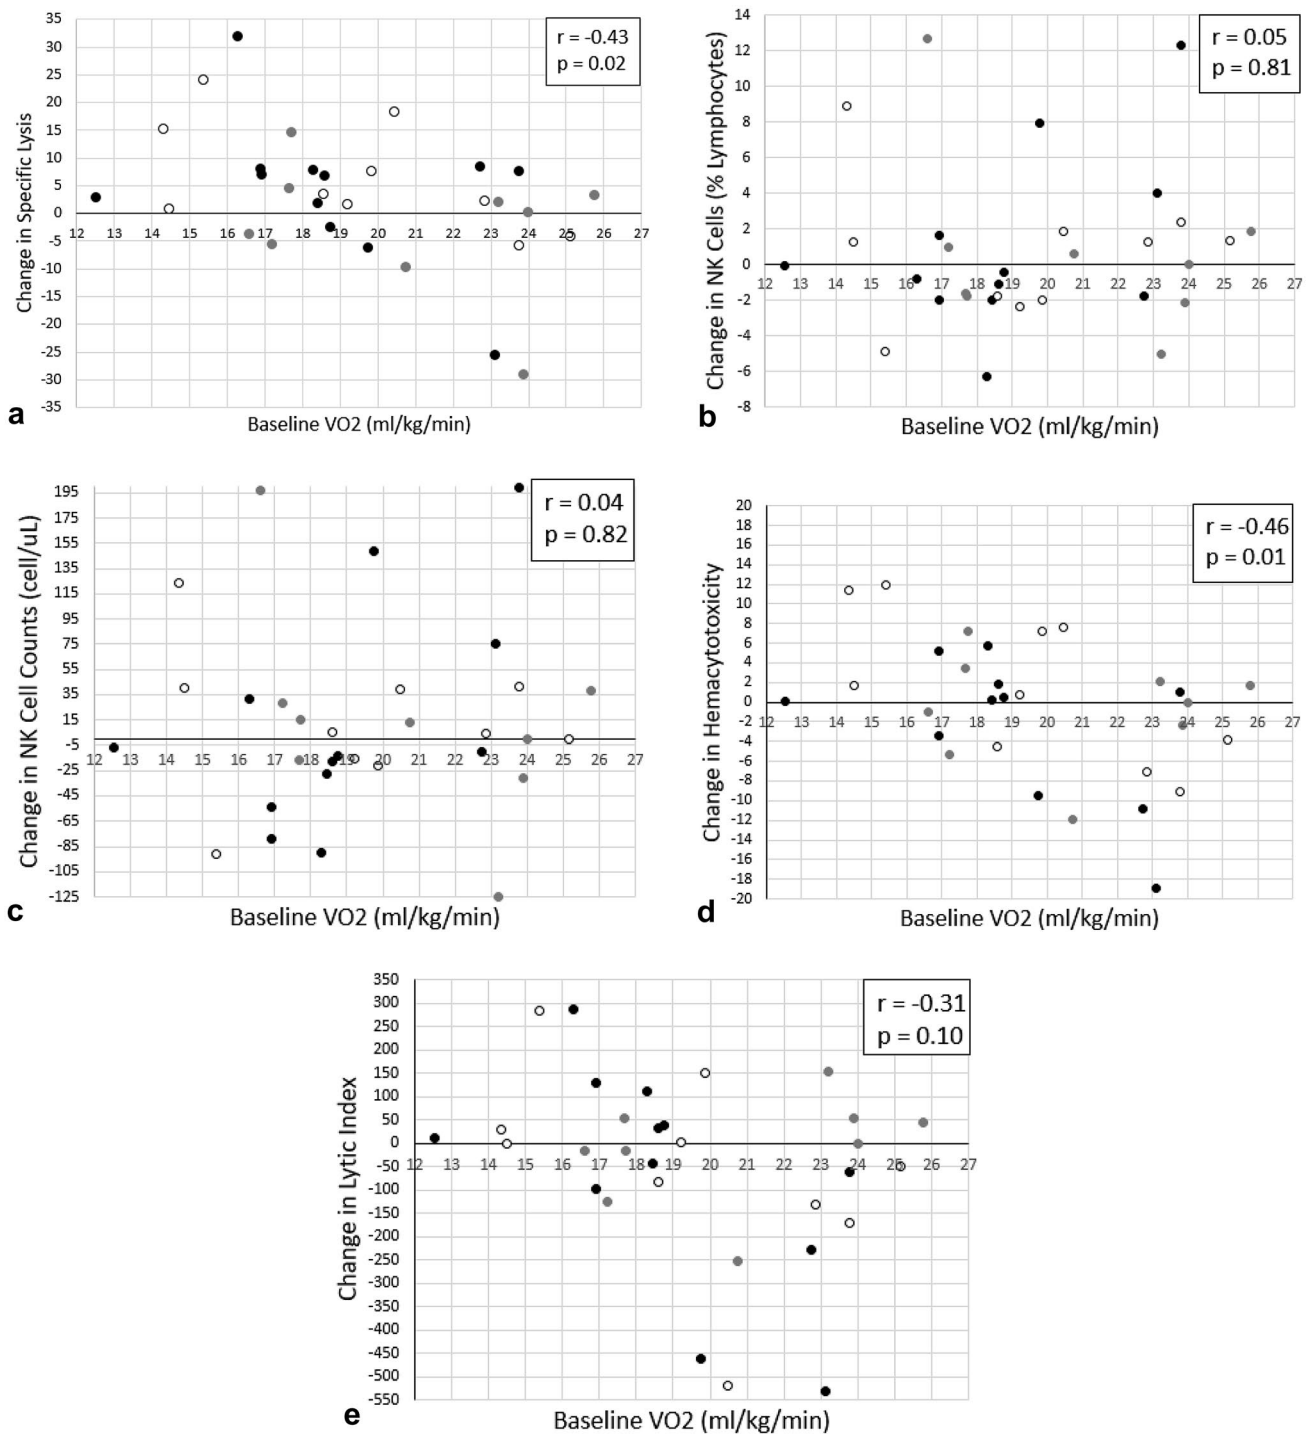 35
30
25
20
15
10
5
0
-5
-10
-15
-20
-25
-30
-35
Change in Specific Lysis
12 13 14 15 16 17 18 19 20 21 22 23 24 25 26 27
Baseline VO2 (ml/kg/min)
r = -0.43
p = 0.02
a
14
12
10
8
6
4
2
0
-2
-4
-6
-8
Change in NK Cells (% Lymphocytes)
12 13 14 15 16 17 18 19 20 21 22 23 24 25 26 27
Baseline VO2 (ml/kg/min)
r = 0.05
p = 0.81
b
195
175
155
135
115
95
75
55
35
15
-5
-25
-45
-65
-85
-105
-125
Change in NK Cell Counts (cell/uL)
12 13 14 15 16 17 18 19 20 21 22 23 24 25 26 27
Baseline VO2 (ml/kg/min)
r = 0.04
p = 0.82
c
20
18
16
14
12
10
8
6
4
2
0
-2
-4
-6
-8
-10
-12
-14
-16
-18
-20
Change in Hemacytotoxicity
12 13 14 15 16 17 18 19 20 21 22 23 24 25 26 27
Baseline VO2 (ml/kg/min)
r = -0.46
p = 0.01
d
350
300
250
200
150
100
50
0
-50
-100
-150
-200
-250
-300
-350
-400
-450
-500
-550
Change in Lytic Index
12 13 14 15 16 17 18 19 20 21 22 23 24 25 26 27
Baseline VO2 (ml/kg/min)
r = -0.31
p = 0.10
e